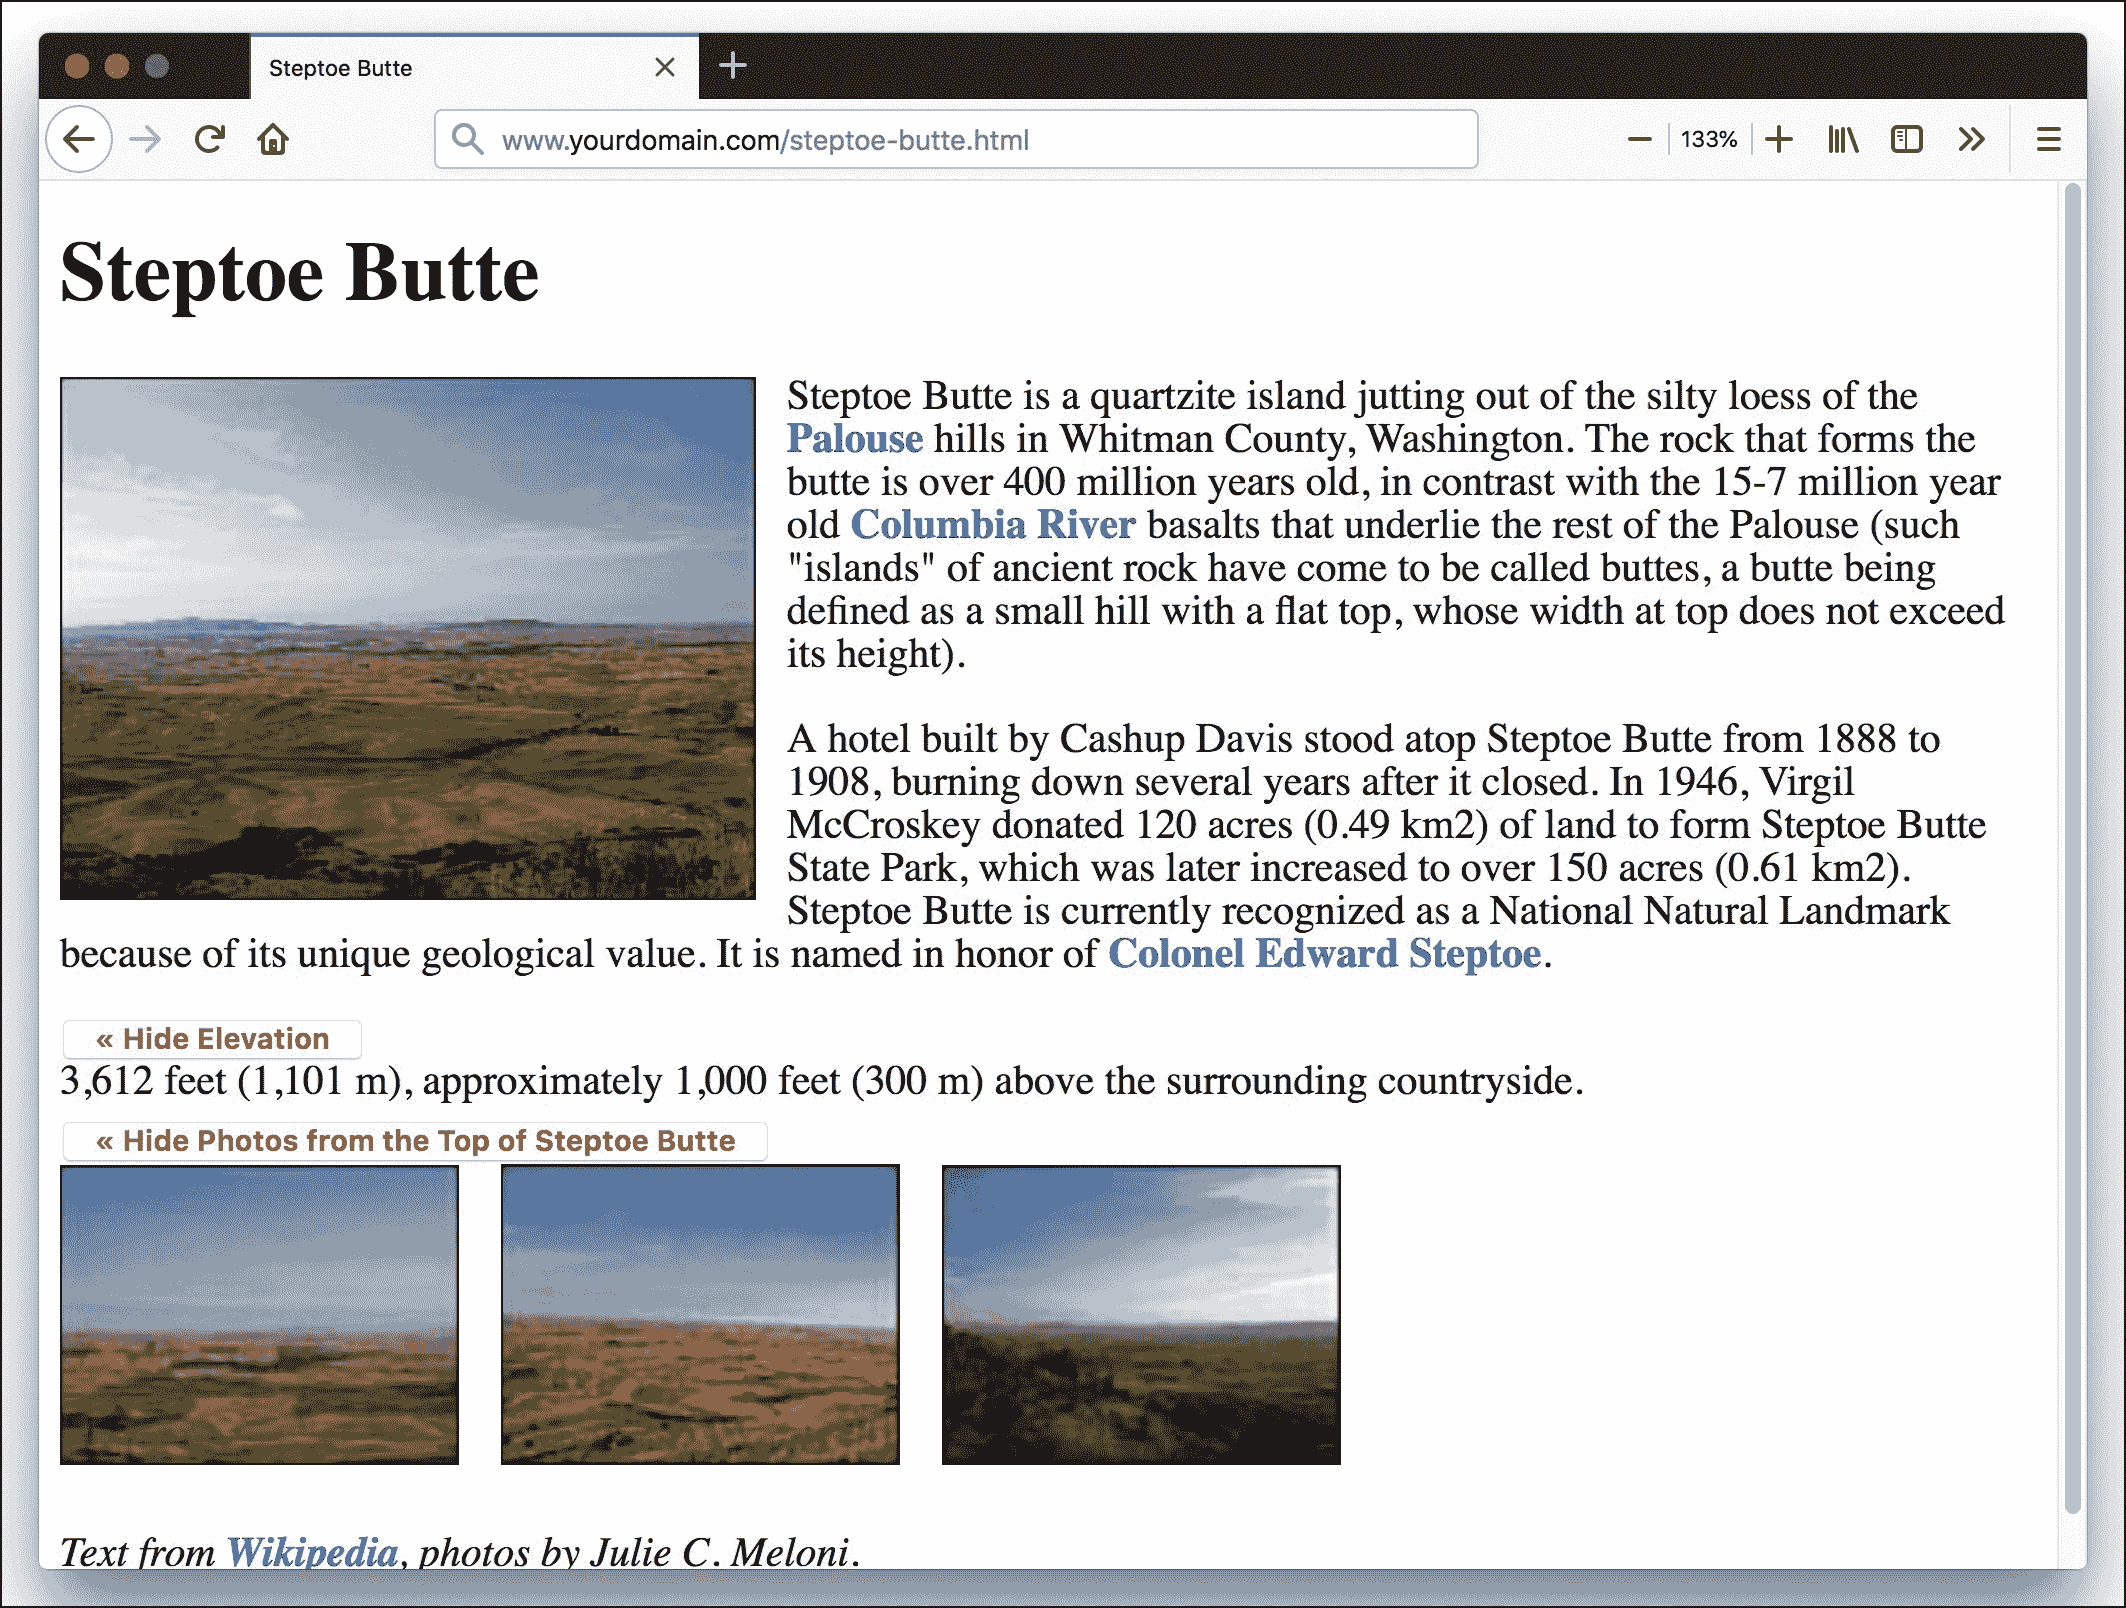 Steptoe Butte
www.yourdomain.com/steptoe-butte.html
133%
Steptoe Butte
Steptoe Butte is a quartzite island jutting out of the silty loess of the
Palouse hills in Whitman County, Washington. The rock that forms the
butte is over 400 million years old, in contrast with the 15-7 million year
old Columbia River basalts that underlie the rest of the Palouse (such
"islands" of ancient rock have come to be called buttes, a butte being
defined as a small hill with a flat top, whose width at top does not exceed
its height).
A hotel built by Cashup Davis stood atop Steptoe Butte from 1888 to
1908, burning down several years after it closed. In 1946, Virgil
McCroskey donated 120 acres (0.49 km2) of land to form Steptoe Butte
State Park, which was later increased to over 150 acres (0.61 km2).
Steptoe Butte is currently recognized as a National Natural Landmark
because of its unique geological value. It is named in honor of Colonel Edward Steptoe.
« Hide Elevation
3,612 feet (1,101 m), approximately 1,000 feet (300 m) above the surrounding countryside.
« Hide Photos from the Top of Steptoe Butte
Text from Wikipedia, photos by Julie C. Meloni.